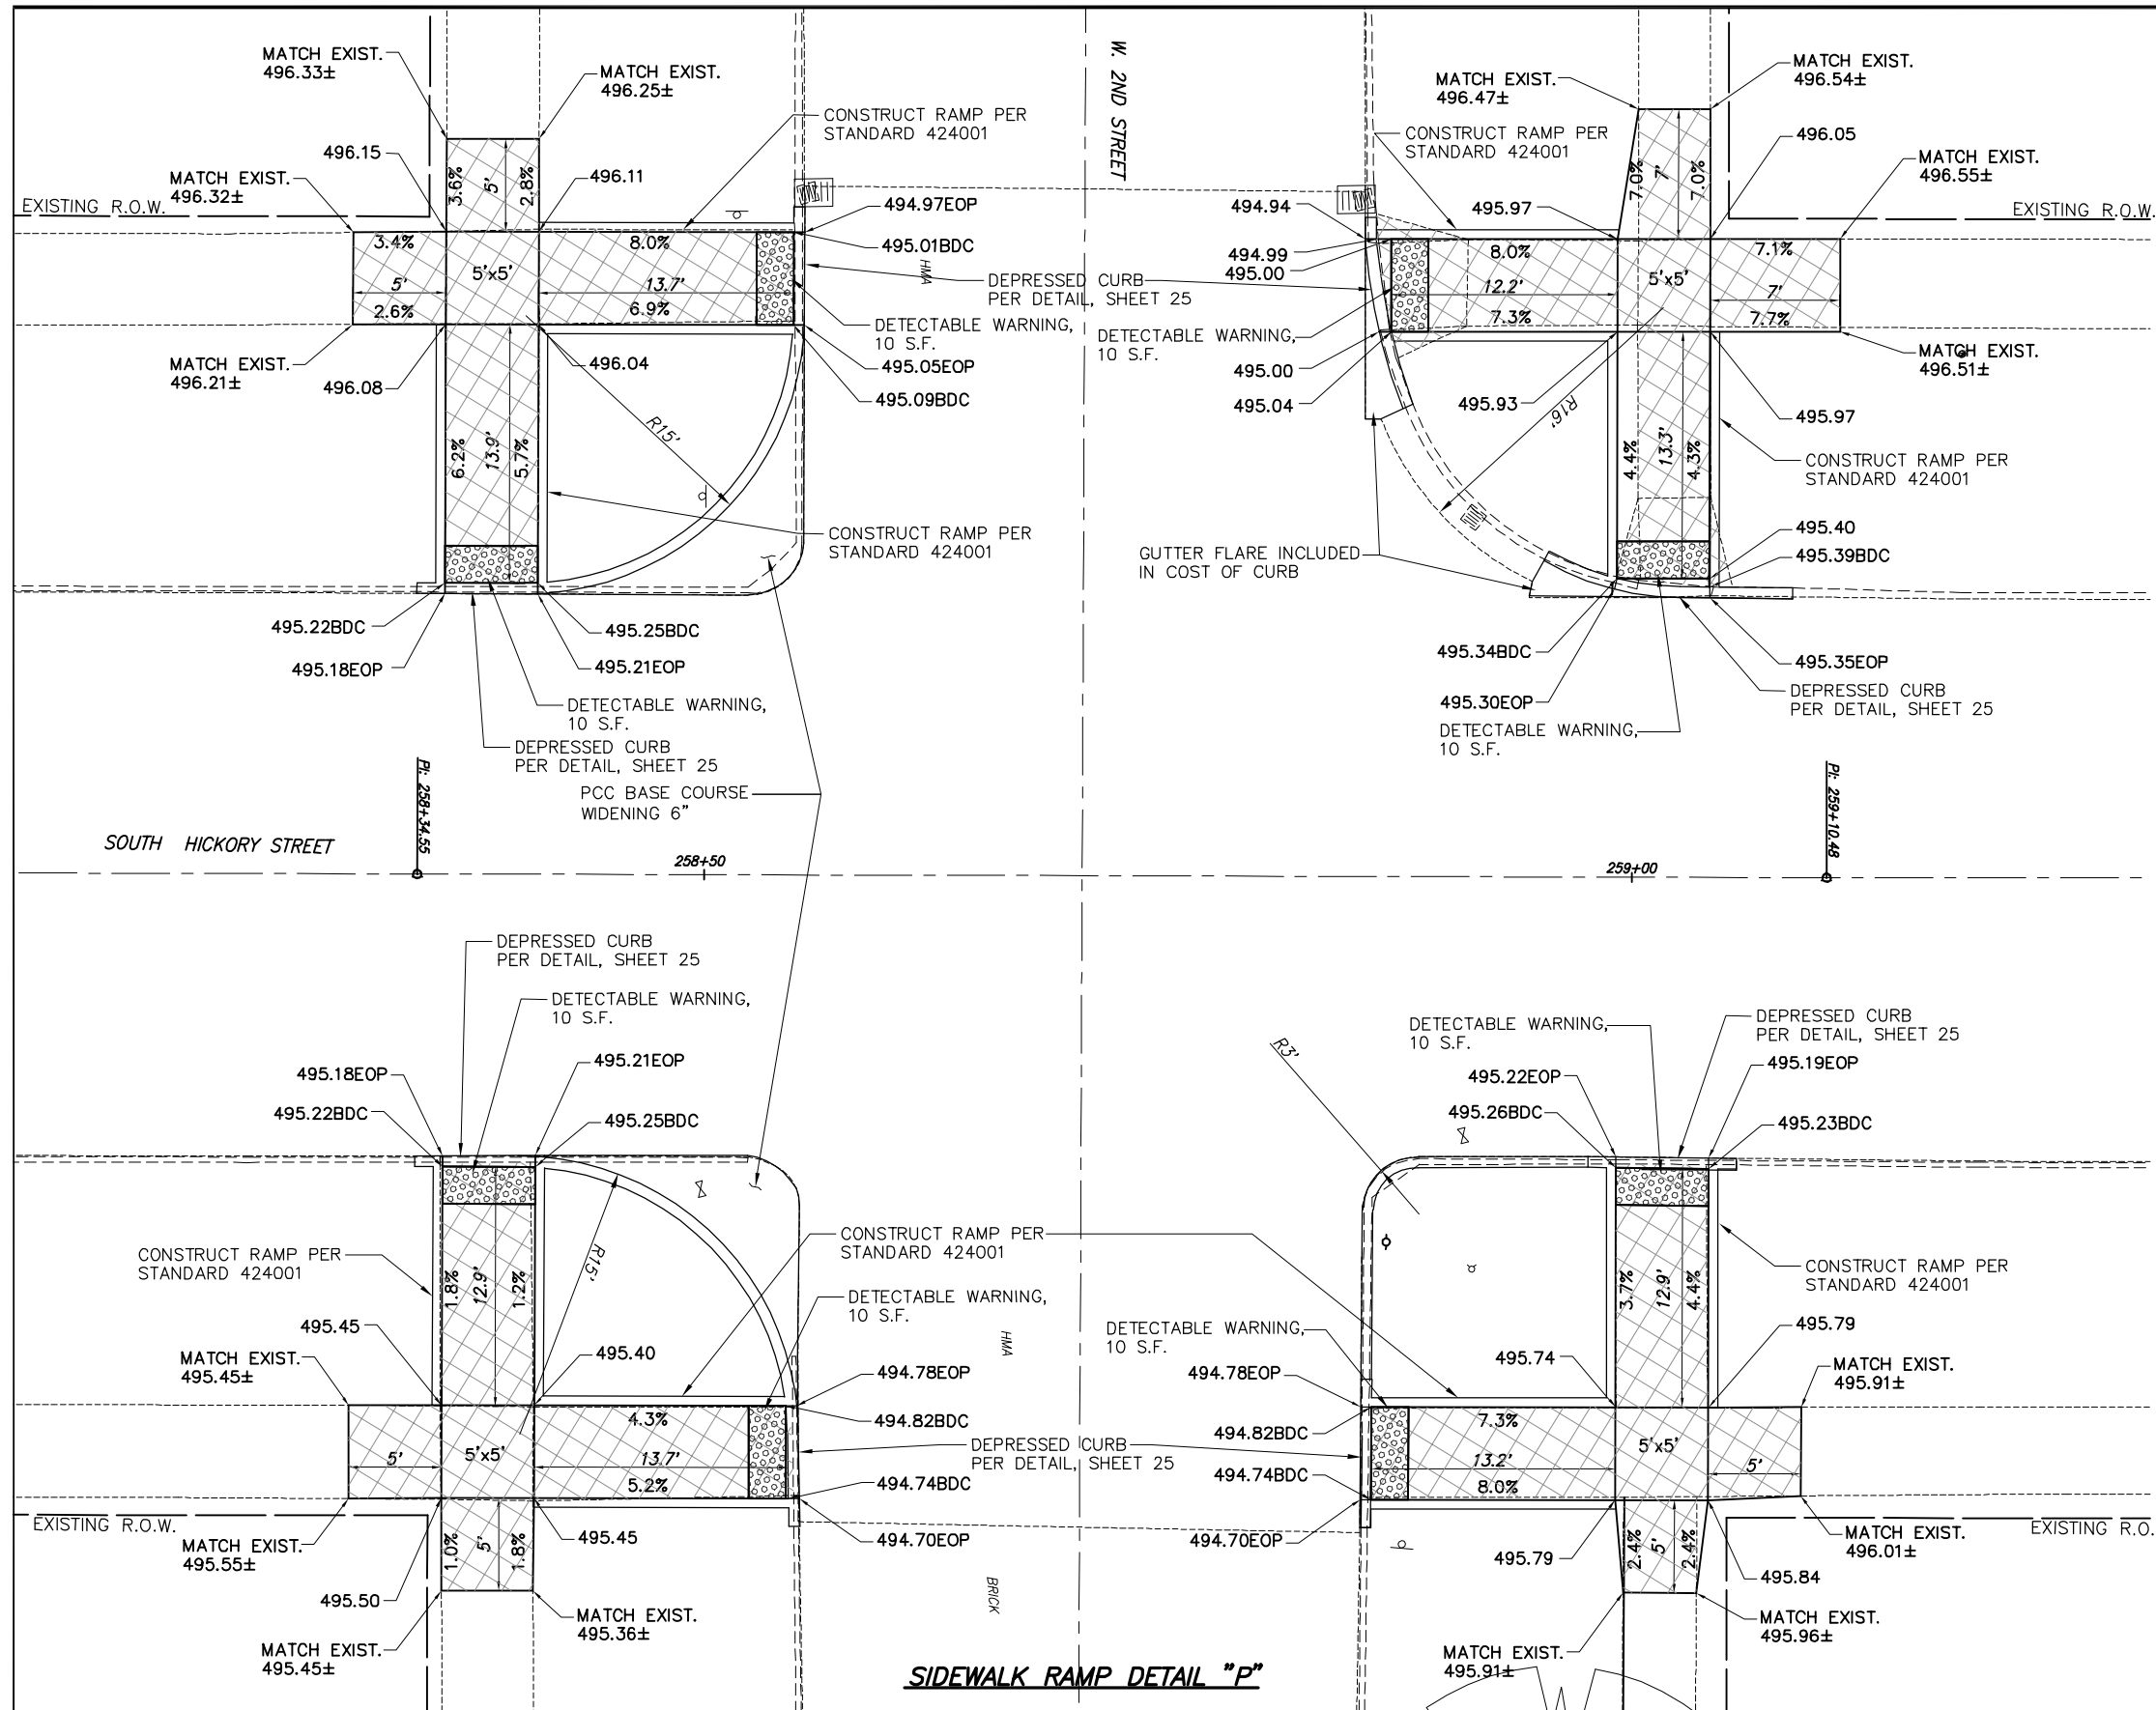 MATCH EXIST.
496.33±
MATCH EXIST.
496.25±
CONSTRUCT RAMP PER
STANDARD 424001
496.15
MATCH EXIST.
496.32±
496.11
EXISTING R.O.W.
3.6%
5'
2.8%
494.97EOP
495.01BDC
3.4%
8.0%
5'
5'x5'
13.7'
2.6%
6.9%
HMA
DEPRESSED CURB
PER DETAIL, SHEET 25
DETECTABLE WARNING,
10 S.F.
MATCH EXIST.
496.21±
496.08
496.04
495.05EOP
495.09BDC
R15'
6.2%
13.9'
5.7%
CONSTRUCT RAMP PER
STANDARD 424001
495.22BDC
495.18EOP
495.25BDC
495.21EOP
DETECTABLE WARNING,
10 S.F.
DEPRESSED CURB
PER DETAIL, SHEET 25
PCC BASE COURSE
WIDENING 6"
W. 2ND STREET
MATCH EXIST.
496.47±
MATCH EXIST.
496.54±
CONSTRUCT RAMP PER
STANDARD 424001
496.05
MATCH EXIST.
496.55±
EXISTING R.O.W.
494.94
495.97
7.0%
7'
7.0%
494.99
495.00
8.0%
7.1%
12.2'
5'x5'
7'
7.3%
7.7%
DETECTABLE WARNING,
10 S.F.
MATCH EXIST.
496.51±
495.00
495.04
495.93
495.97
R16'
4.4%
13.3'
4.3%
CONSTRUCT RAMP PER
STANDARD 424001
GUTTER FLARE INCLUDED
IN COST OF CURB
495.40
495.39BDC
495.34BDC
495.30EOP
495.35EOP
DEPRESSED CURB
PER DETAIL, SHEET 25
DETECTABLE WARNING,
10 S.F.
PI: 258+34.55
PI: 259+10.48
SOUTH HICKORY STREET
258+50
259+00
DEPRESSED CURB
PER DETAIL, SHEET 25
DETECTABLE WARNING,
10 S.F.
495.18EOP
495.21EOP
495.22BDC
495.25BDC
CONSTRUCT RAMP PER
STANDARD 424001
1.8%
12.9'
1.2%
R15'
CONSTRUCT RAMP PER
STANDARD 424001
DETECTABLE WARNING,
10 S.F.
495.45
MATCH EXIST.
495.45±
495.40
HMA
494.78EOP
494.82BDC
4.3%
5'
5'x5'
13.7'
5.2%
DEPRESSED CURB
PER DETAIL, SHEET 25
494.74BDC
EXISTING R.O.W.
MATCH EXIST.
495.55±
1.0%
5'
1.8%
495.45
494.70EOP
495.50
BRICK
MATCH EXIST.
495.36±
MATCH EXIST.
495.45±
DETECTABLE WARNING,
10 S.F.
DEPRESSED CURB
PER DETAIL, SHEET 25
R3'
495.22EOP
495.19EOP
495.26BDC
495.23BDC
3.7%
12.9'
4.4%
CONSTRUCT RAMP PER
STANDARD 424001
DETECTABLE WARNING,
10 S.F.
495.74
495.79
494.78EOP
MATCH EXIST.
495.91±
494.82BDC
7.3%
5'x5'
13.2'
5'
494.74BDC
8.0%
494.70EOP
495.79
2.4%
5'
2.4%
MATCH EXIST.
496.01±
EXISTING R.O.
495.84
MATCH EXIST.
495.96±
MATCH EXIST.
495.91±
SIDEWALK RAMP DETAIL "P"